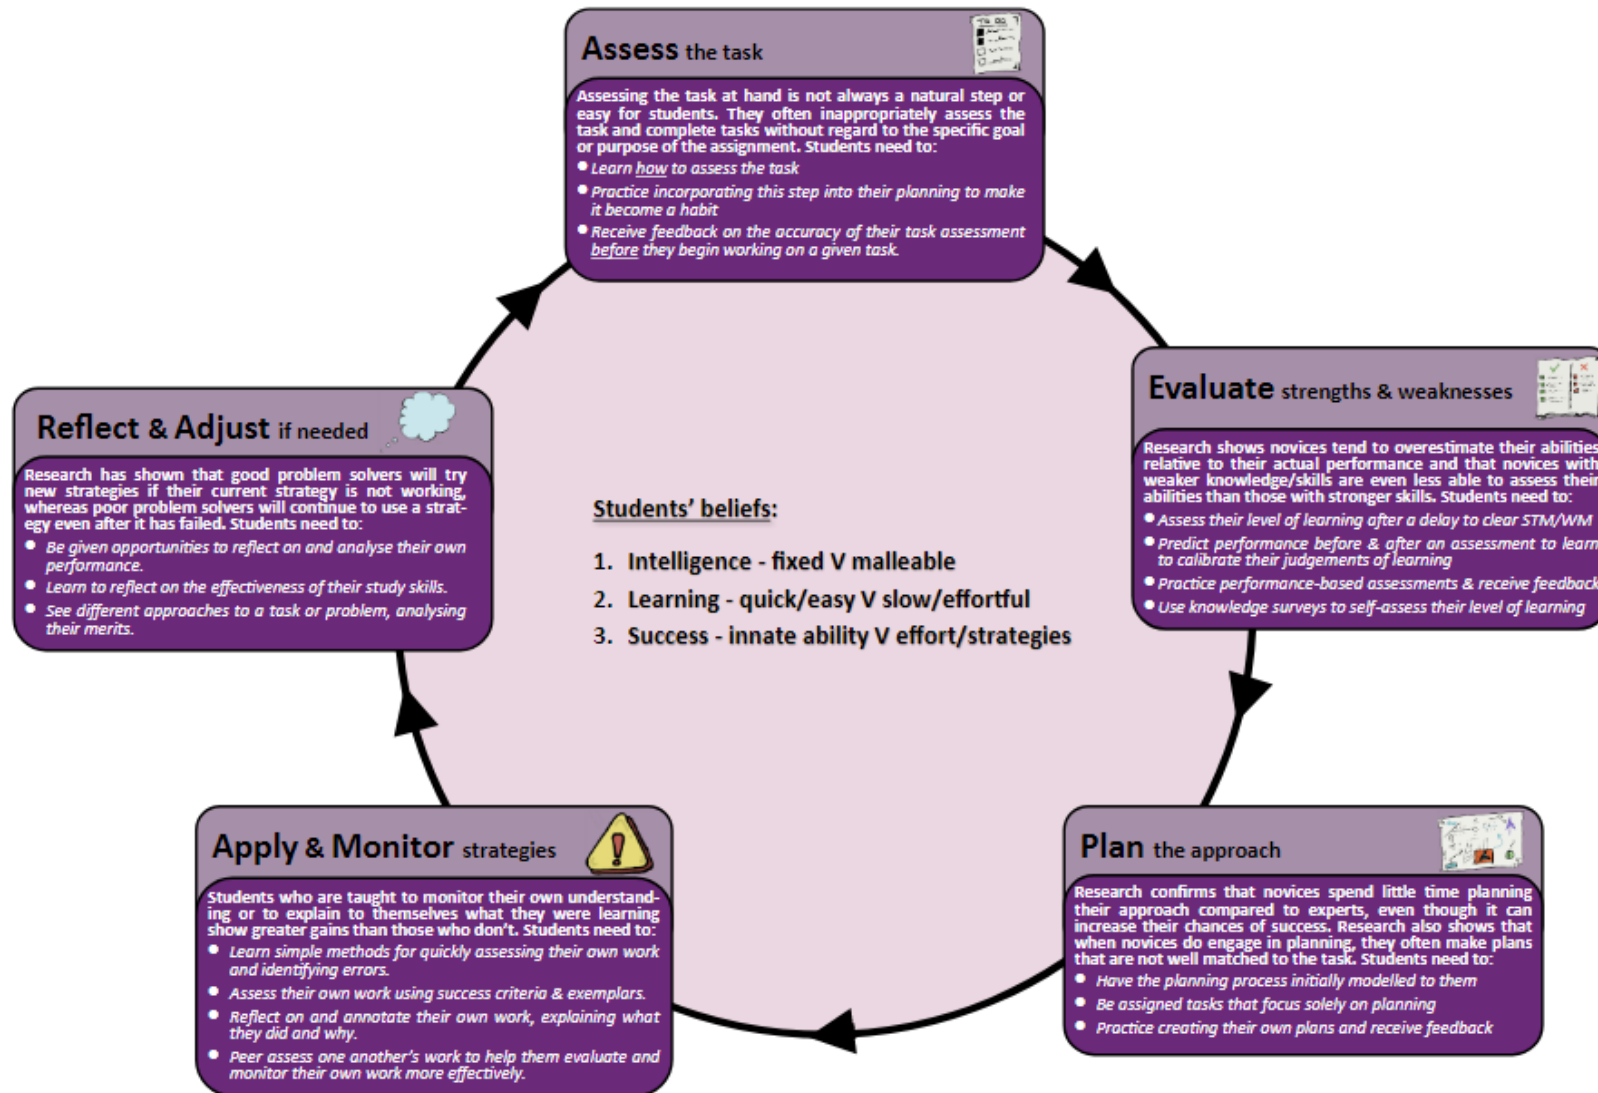 Assess the task
Assessing the task at hand is not always a natural step or
easy for students. They often inappropriately assess the
task and complete tasks without regard to the specific goal
or purpose of the assignment. Students need to:
• Learn how to assess the task
• Practice incorporating this step into their planning to make
it become a habit
• Receive feedback on the accuracy of their task assessment
before they begin working on a given task.
Evaluate strengths & weaknesses
Research shows novices tend to overestimate their abilities
relative to their actual performance and that novices with
weaker knowledge/skills are even less able to assess their
abilities than those with stronger skills. Students need to:
• Assess their level of learning after a delay to clear STM/WM
• Predict performance before & after an assessment to learn
to calibrate their judgements of learning
• Practice performance-based assessments & receive feedback
• Use knowledge surveys to self-assess their level of learning
Plan the approach
Research confirms that novices spend little time planning
their approach compared to experts, even though it can
increase their chances of success. Research also shows that
when novices do engage in planning, they often make plans
that are not well matched to the task. Students need to:
• Have the planning process initially modelled to them
• Be assigned tasks that focus solely on planning
• Practice creating their own plans and receive feedback
Apply & Monitor strategies
Students who are taught to monitor their own understand-
ing or to explain to themselves what they were learning
show greater gains than those who don't. Students need to:
• Learn simple methods for quickly assessing their own work
and identifying errors.
• Assess their own work using success criteria & exemplars.
• Reflect on and annotate their own work, explaining what
they did and why.
• Peer assess one another's work to help them evaluate and
monitor their own work more effectively.
Reflect & Adjust if needed
Research has shown that good problem solvers will try
new strategies if their current strategy is not working,
whereas poor problem solvers will continue to use a strat-
egy even after it has failed. Students need to:
• Be given opportunities to reflect on and analyse their own
performance.
• Learn to reflect on the effectiveness of their study skills.
• See different approaches to a task or problem, analysing
their merits.
Students' beliefs:
1. Intelligence - fixed V malleable
2. Learning - quick/easy V slow/effortful
3. Success - innate ability V effort/strategies